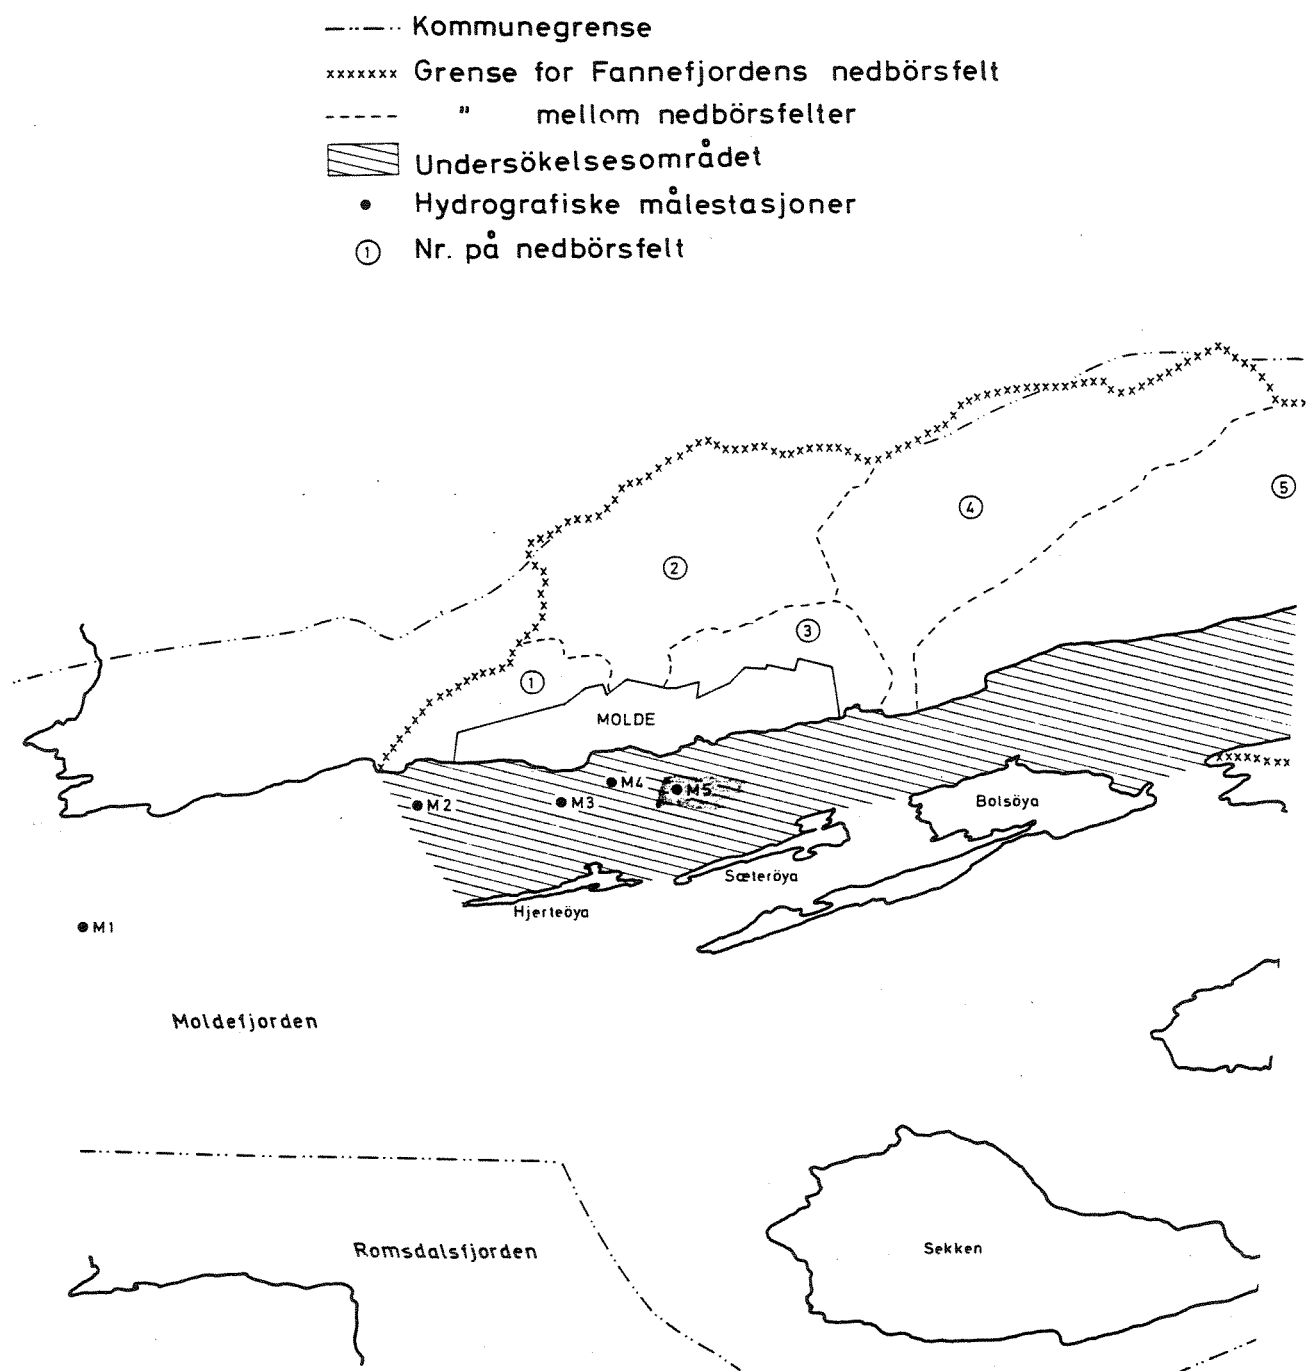 Kommunegrense
Grense for Fannefjordens nedbörsfelt
" mellom nedbörsfelter
Undersökelsesområdet
Hydrografiske målestasjoner
① Nr. på nedbörsfelt
④
⑤
②
③
①
MOLDE
M4
M5
M2
M3
Bolsöya
Sæteröya
Hjerteöya
M1
Moldefjorden
Romsdalsfjorden
Sekken